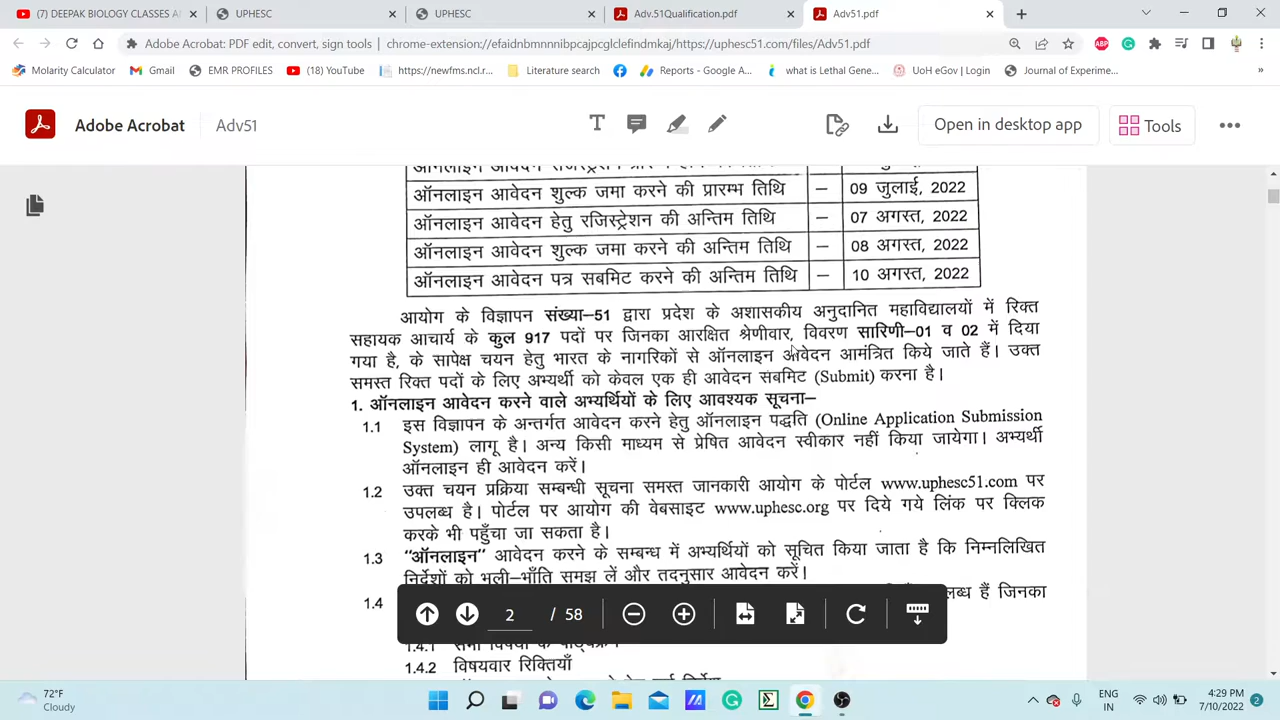 (7) DEEPAK BIOLOGY CLASSES A
UPHESC
UPHESC
Adv.51Qualification.pdf
Adv51.pdf
Adobe Acrobat: PDF edit, convert, sign tools | chrome-extension://efaidnbmnnnibpcajpcglclefindmkaj/https://uphesc51.com/files/Adv51.pdf
Molarity Calculator
Gmail
EMR PROFILES
(18) YouTube
https://newfms.ncl.r...
Literature search
Reports - Google A...
what is Lethal Gene...
UoH eGov | Login
Journal of Experime...
»
Adobe Acrobat
Adv51
Open in desktop app
Tools
ऑनलाइन आवेदन शुल्क जमा करने की प्रारम्भ तिथि – 09 जुलाई, 2022
ऑनलाइन आवेदन हेतु रजिस्ट्रेशन की अन्तिम तिथि – 07 अगस्त, 2022
ऑनलाइन आवेदन शुल्क जमा करने की अन्तिम तिथि – 08 अगस्त, 2022
ऑनलाइन आवेदन पत्र सबमिट करने की अन्तिम तिथि – 10 अगस्त, 2022
आयोग के विज्ञापन संख्या–51 द्वारा प्रदेश के अशासकीय अनुदानित महाविद्यालयों में रिक्त
सहायक आचार्य के कुल 917 पदों पर जिनका आरक्षित श्रेणीवार, विवरण सारिणी–01 व 02 में दिया
गया है, के सापेक्ष चयन हेतु भारत के नागरिकों से ऑनलाइन आवेदन आमंत्रित किये जाते हैं। उक्त
समस्त रिक्त पदों के लिए अभ्यर्थी को केवल एक ही आवेदन सबमिट (Submit) करना है।
1. ऑनलाइन आवेदन करने वाले अभ्यर्थियों के लिए आवश्यक सूचना–
1.1 इस विज्ञापन के अन्तर्गत आवेदन करने हेतु ऑनलाइन पद्धति (Online Application Submission
System) लागू है। अन्य किसी माध्यम से प्रेषित आवेदन स्वीकार नहीं किया जायेगा। अभ्यर्थी
ऑनलाइन ही आवेदन करें।
1.2 उक्त चयन प्रक्रिया सम्बन्धी सूचना समस्त जानकारी आयोग के पोर्टल www.uphesc51.com पर
उपलब्ध है। पोर्टल पर आयोग की वेबसाइट www.uphesc.org पर दिये गये लिंक पर क्लिक
करके भी पहुँचा जा सकता है।
1.3 “ऑनलाइन” आवेदन करने के सम्बन्ध में अभ्यर्थियों को सूचित किया जाता है कि निम्नलिखित
निर्देशों को भली–भाँति समझ लें और तदनुसार आवेदन करें।
1.4 हैं जिनका
2 / 58
1.4.2 विषयवार रिक्तियाँ
72°F
Cloudy
ENG
IN
4:29 PM
7/10/2022
2